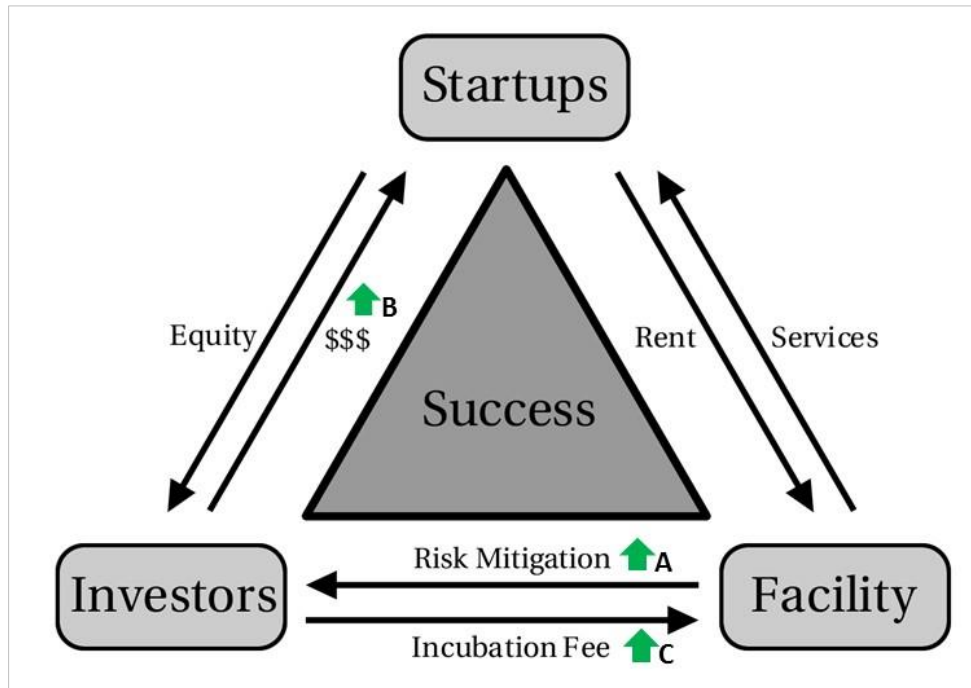 Startups
B
Equity
$$$
Rent
Services
Success
Risk Mitigation
A
Investors
Facility
Incubation Fee
C